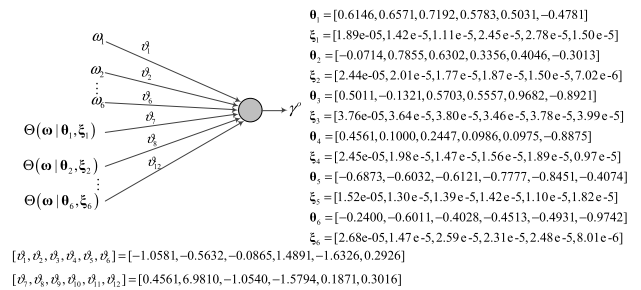 ω₁
ϑ₁
ω₂
ϑ₂
⋮
ω₆
ϑ₆
ϑ₇
Θ(ω | θ₁,ξ₁)
ϑ₈
Θ(ω | θ₂,ξ₂)
⋮
ϑ₁₂
Θ(ω | θ₆,ξ₆)
γᵒ
θ₁ = [0.6146,0.6571,0.7192,0.5783,0.5031,−0.4781]
ξ₁ = [1.89e-05,1.42e-5,1.11e-5,2.45e-5,2.78e-5,1.50e-5]
θ₂ = [−0.0714,0.7855,0.6302,0.3356,0.4046,−0.3013]
ξ₂ = [2.44e-05,2.01e-5,1.77e-5,1.87e-5,1.50e-5,7.02e-6]
θ₃ = [0.5011,−0.1321,0.5703,0.5557,0.9682,−0.8921]
ξ₃ = [3.76e-05,3.64e-5,3.80e-5,3.46e-5,3.78e-5,3.99e-5]
θ₄ = [0.4561,0.1000,0.2447,0.0986,0.0975,−0.8875]
ξ₄ = [2.45e-05,1.98e-5,1.47e-5,1.56e-5,1.89e-5,0.97e-5]
θ₅ = [−0.6873,−0.6032,−0.6121,−0.7777,−0.8451,−0.4074]
ξ₅ = [1.52e-05,1.30e-5,1.39e-5,1.42e-5,1.10e-5,1.82e-5]
θ₆ = [−0.2400,−0.6011,−0.4028,−0.4513,−0.4931,−0.9742]
ξ₆ = [2.68e-05,1.47e-5,2.59e-5,2.31e-5,2.48e-5,8.01e-6]
[ϑ₁,ϑ₂,ϑ₃,ϑ₄,ϑ₅,ϑ₆] = [−1.0581,−0.5632,−0.0865,1.4891,−1.6326,0.2926]
[ϑ₇,ϑ₈,ϑ₉,ϑ₁₀,ϑ₁₁,ϑ₁₂] = [0.4561,6.9810,−1.0540,−1.5794,0.1871,0.3016]